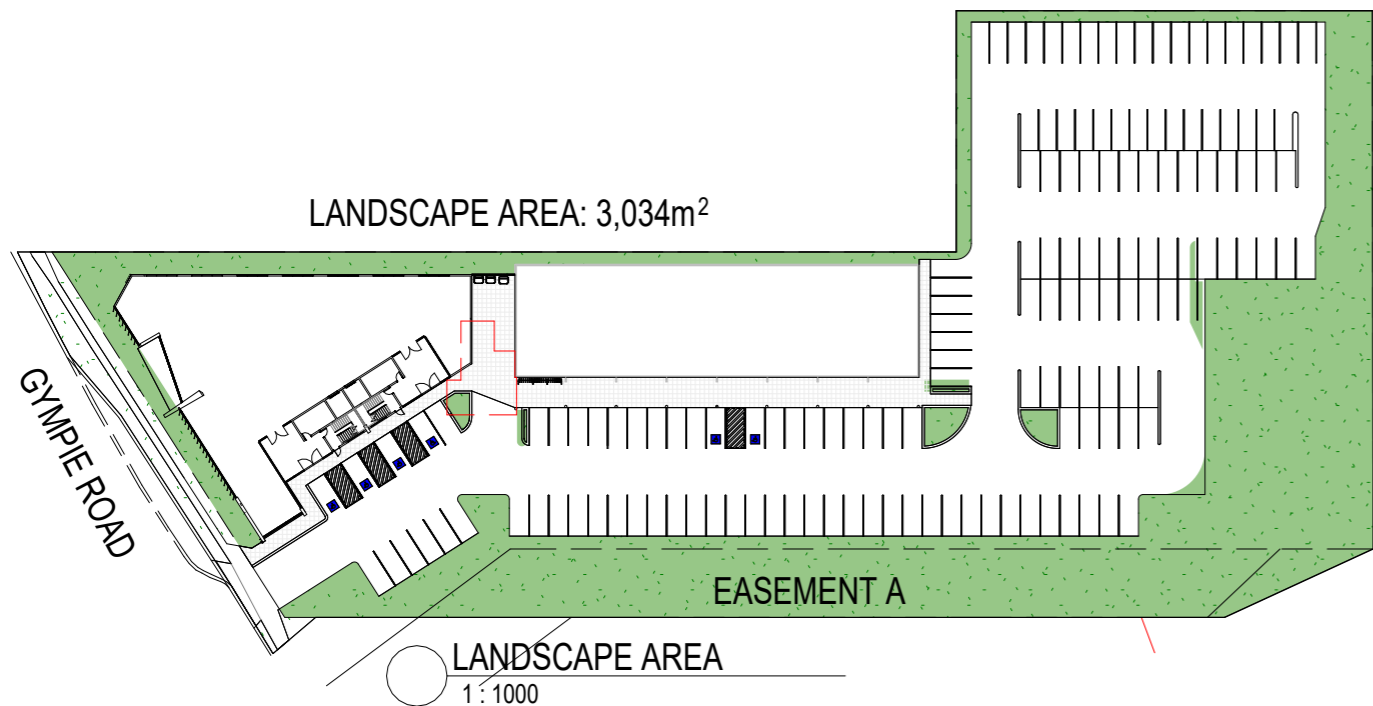 LANDSCAPE AREA: 3,034m²
GYMPIE ROAD
EASEMENT A
LANDSCAPE AREA
1 : 1000